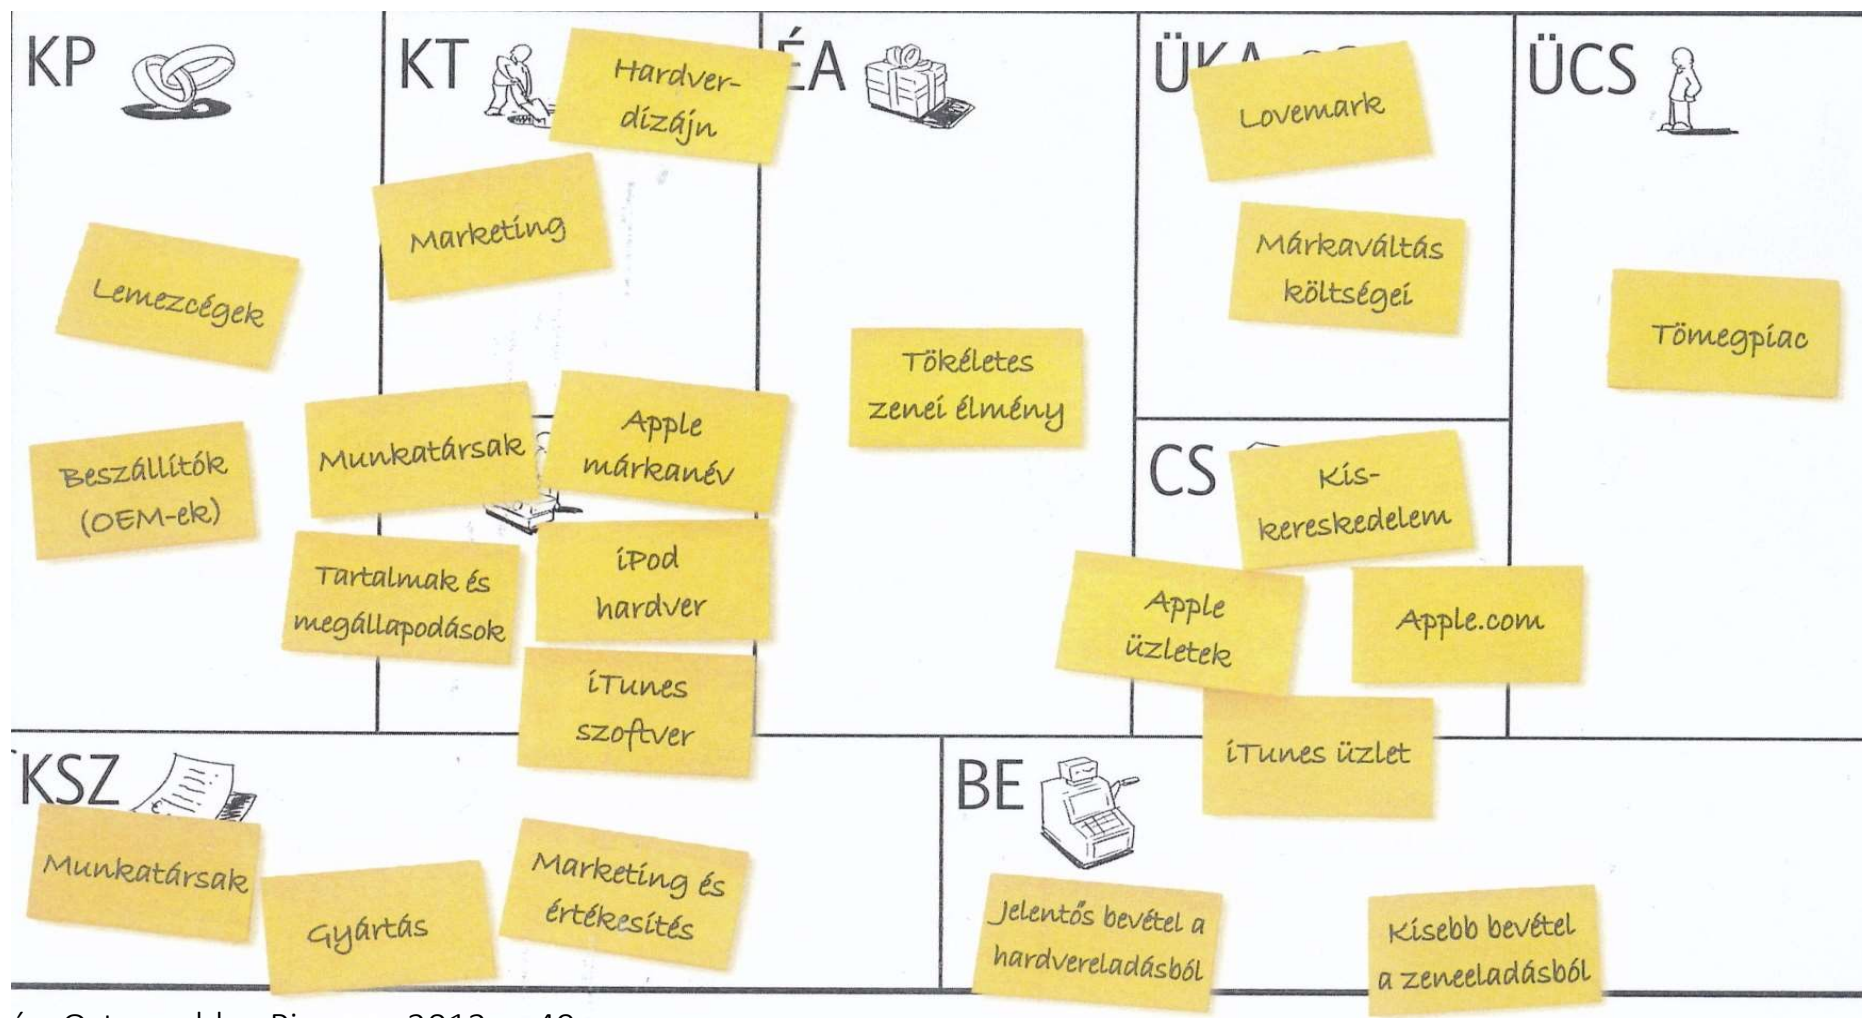 KP
Lemezcégek
Beszállítók
(OEM-ek)
KT
Hardver-
dizájn
Marketing
Munkatársak
Apple
márkanév
Tartalmak és
megállapodások
iPod
hardver
iTunes
szoftver
ÉA
Tökéletes
zenei élmény
ÜKA
Lovemark
Márkaváltás
költségei
CS
Kis-
kereskedelem
Apple
üzletek
Apple.com
iTunes üzlet
ÜCS
Tömegpiac
KSZ
Munkatársak
Gyártás
Marketing és
értékesítés
BE
Jelentős bevétel a
hardvereladásból
Kisebb bevétel
a zeneeladásból